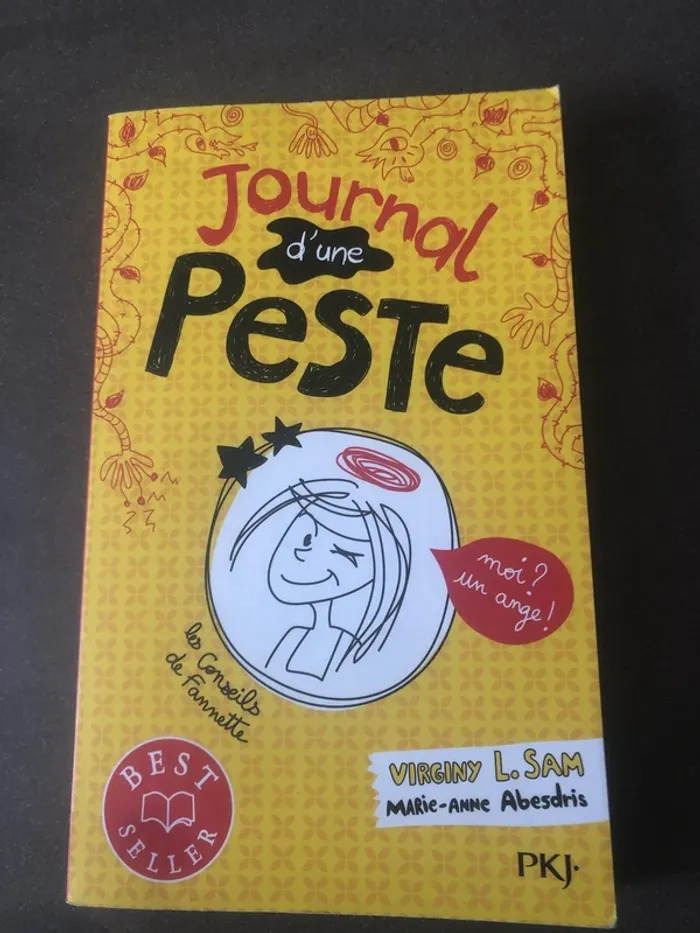 Journal
d'une
PeSTe
moi?
un ange!
les Conseils
de Fannette
BEST
SELLER
VIRGINY L. SAM
MARiE-ANNE Abesdris
PKJ.